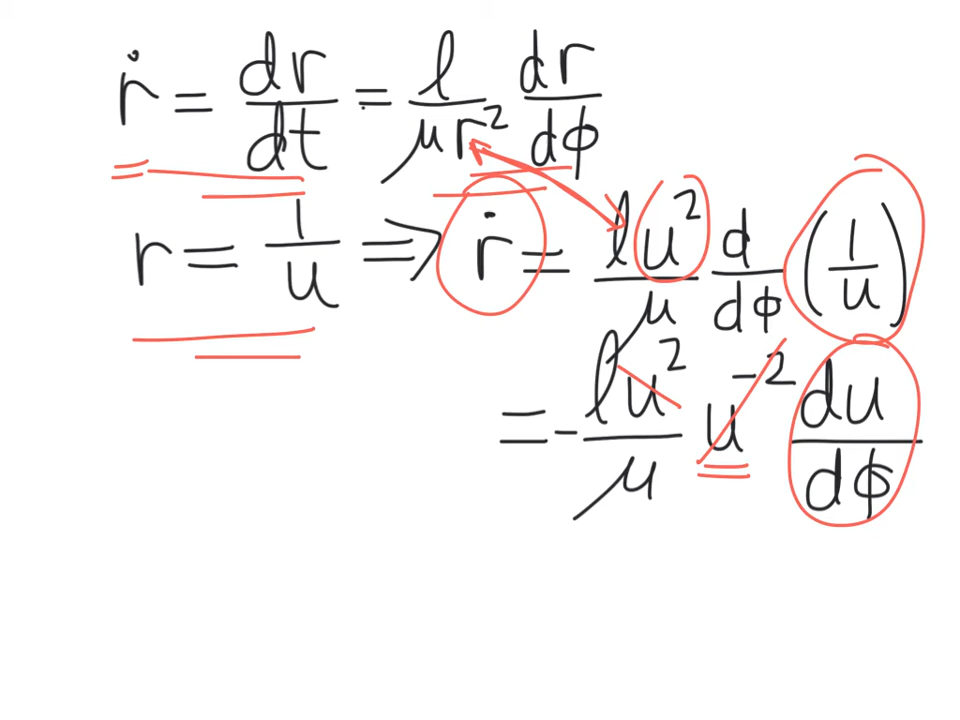 ṙ = dr/dt = l/μr² dr/dϕ
r = 1/u ⇒ ṙ = lu²/μ d/dϕ (1/u)
= - lu²/μ u⁻² du/dϕ